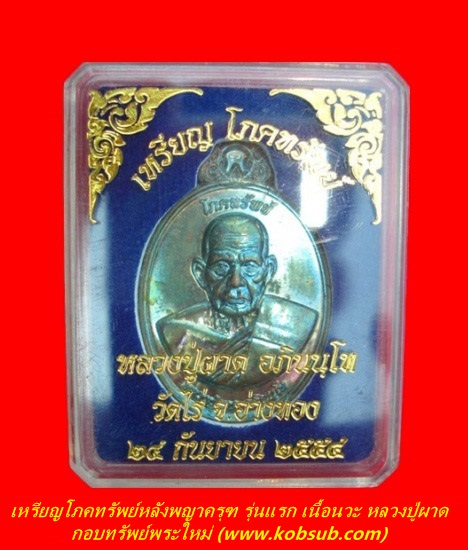 เหรียญ โภคทรัพย์
โภคทรัพย์
หลวงปู่ผาด อภินนฺโท
วัดไร่ จ.อ่างทอง
๒๔ กันยายน ๒๕๕๔
เหรียญโภคทรัพย์หลังพญาครุฑ รุ่นแรก เนื้อนวะ หลวงปู่ผาด
กอบทรัพย์พระใหม่ (www.kobsub.com)